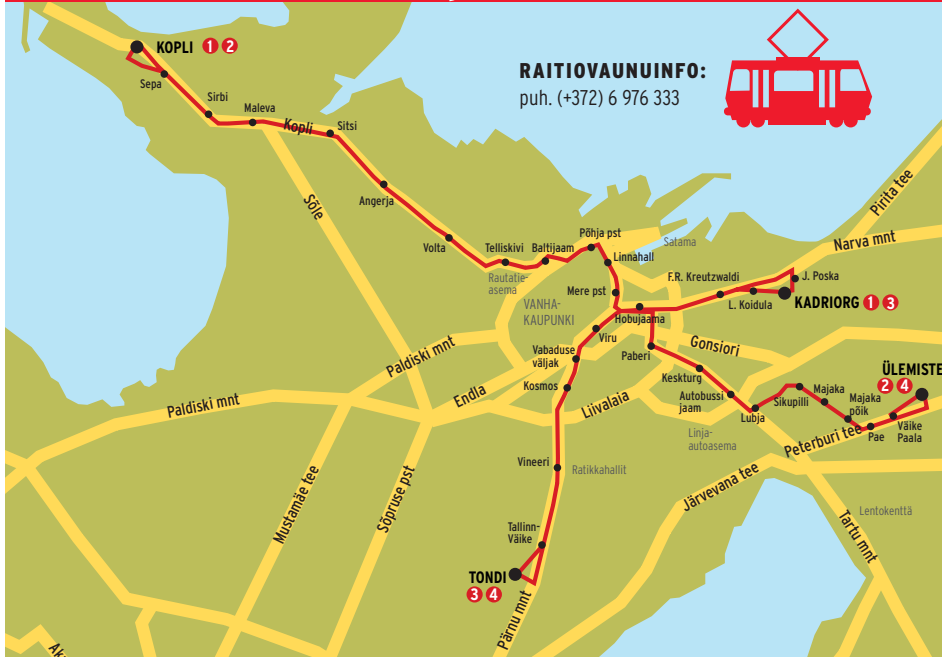 KOPLI 1 2
Sepa
Sirbi
Maleva
Kopli
Sitsi
RAITIOVAUNUINFO:
puh. (+372) 6 976 333
Sõle
Angerja
Volta
Telliskivi
Baltijaam
Põhja pst
Linnahall
Satama
Rautatie-
asemä
Pirita tee
Narva mnt
F.R. Kreutzwaldi
J. Poska
L. Koidula
KADRIORG 1 3
Mere pst
VANHA-
KAUPUNKI
Hobujaama
Viru
Paberi
Gonsiori
Vabaduse
väljak
Kosmos
Paldiski mnt
Paldiski mnt
Endla
Liivalaia
Keskturg
Autobussi
jaam
Lubja
Sikupilli
Majaka
Majaka
põik
Pae
Väike
Paala
ÜLEMISTE
2 4
Linja-
autoasema
Peterburi tee
Järvevana tee
Tartu mnt
Lentokenttä
Vineeri
Ratikkahallit
Mustamäe tee
Sõpruse pst
Tallinn-
Väike
TONDI
3 4
Pärnu mnt